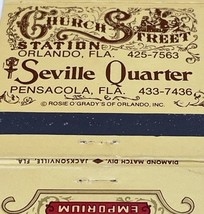 CHURCH STREET
STATION
ORLANDO, FLA. 425-7563
Seville Quarter
PENSACOLA, FLA. 433-7436
© ROSIE O'GRADY'S OF ORLANDO, INC.
DIAMOND MATCH DIV. JACKSONVILLE, FLA.
EMPORIUM